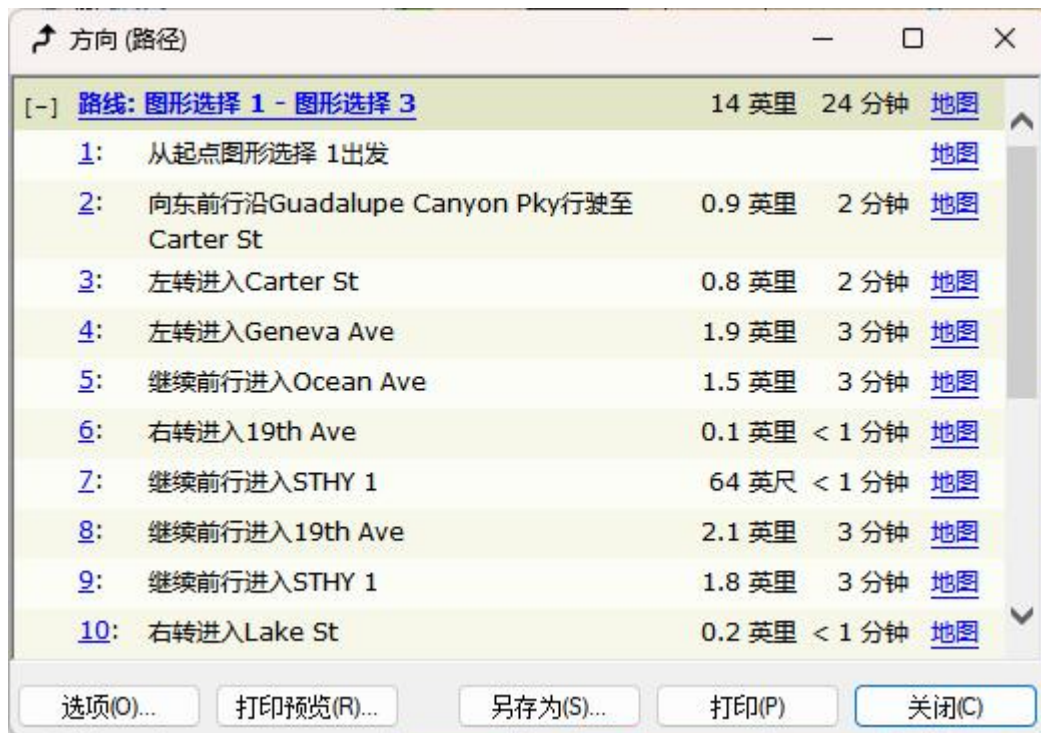 方向 (路径)
[-] 路线: 图形选择 1 - 图形选择 3 14 英里 24 分钟 地图
1: 从起点图形选择 1出发 地图
2: 向东前行沿Guadalupe Canyon Pky行驶至 0.9 英里 2 分钟 地图
Carter St
3: 左转进入Carter St 0.8 英里 2 分钟 地图
4: 左转进入Geneva Ave 1.9 英里 3 分钟 地图
5: 继续前行进入Ocean Ave 1.5 英里 3 分钟 地图
6: 右转进入19th Ave 0.1 英里 < 1 分钟 地图
7: 继续前行进入STHY 1 64 英尺 < 1 分钟 地图
8: 继续前行进入19th Ave 2.1 英里 3 分钟 地图
9: 继续前行进入STHY 1 1.8 英里 3 分钟 地图
10: 右转进入Lake St 0.2 英里 < 1 分钟 地图
选项(O)... 打印预览(R)... 另存为(S)... 打印(P) 关闭(C)